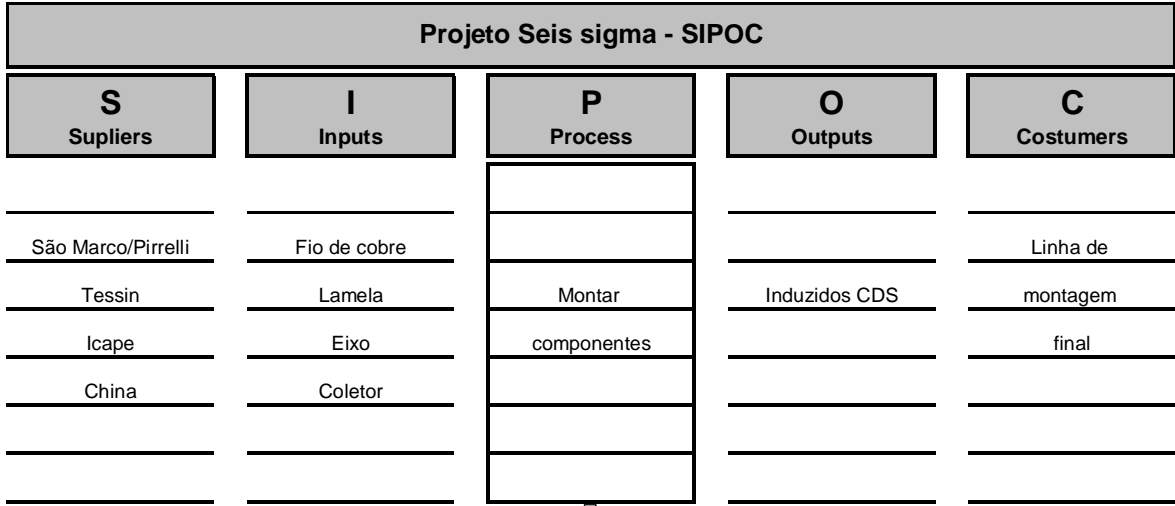 Projeto Seis sigma - SIPOC
S I P O C
Supliers Inputs Process Outputs Costumers
São Marco/Pirrelli Fio de cobre Linha de
Tessin Lamela Montar Induzidos CDS montagem
Icape Eixo componentes final
China Coletor